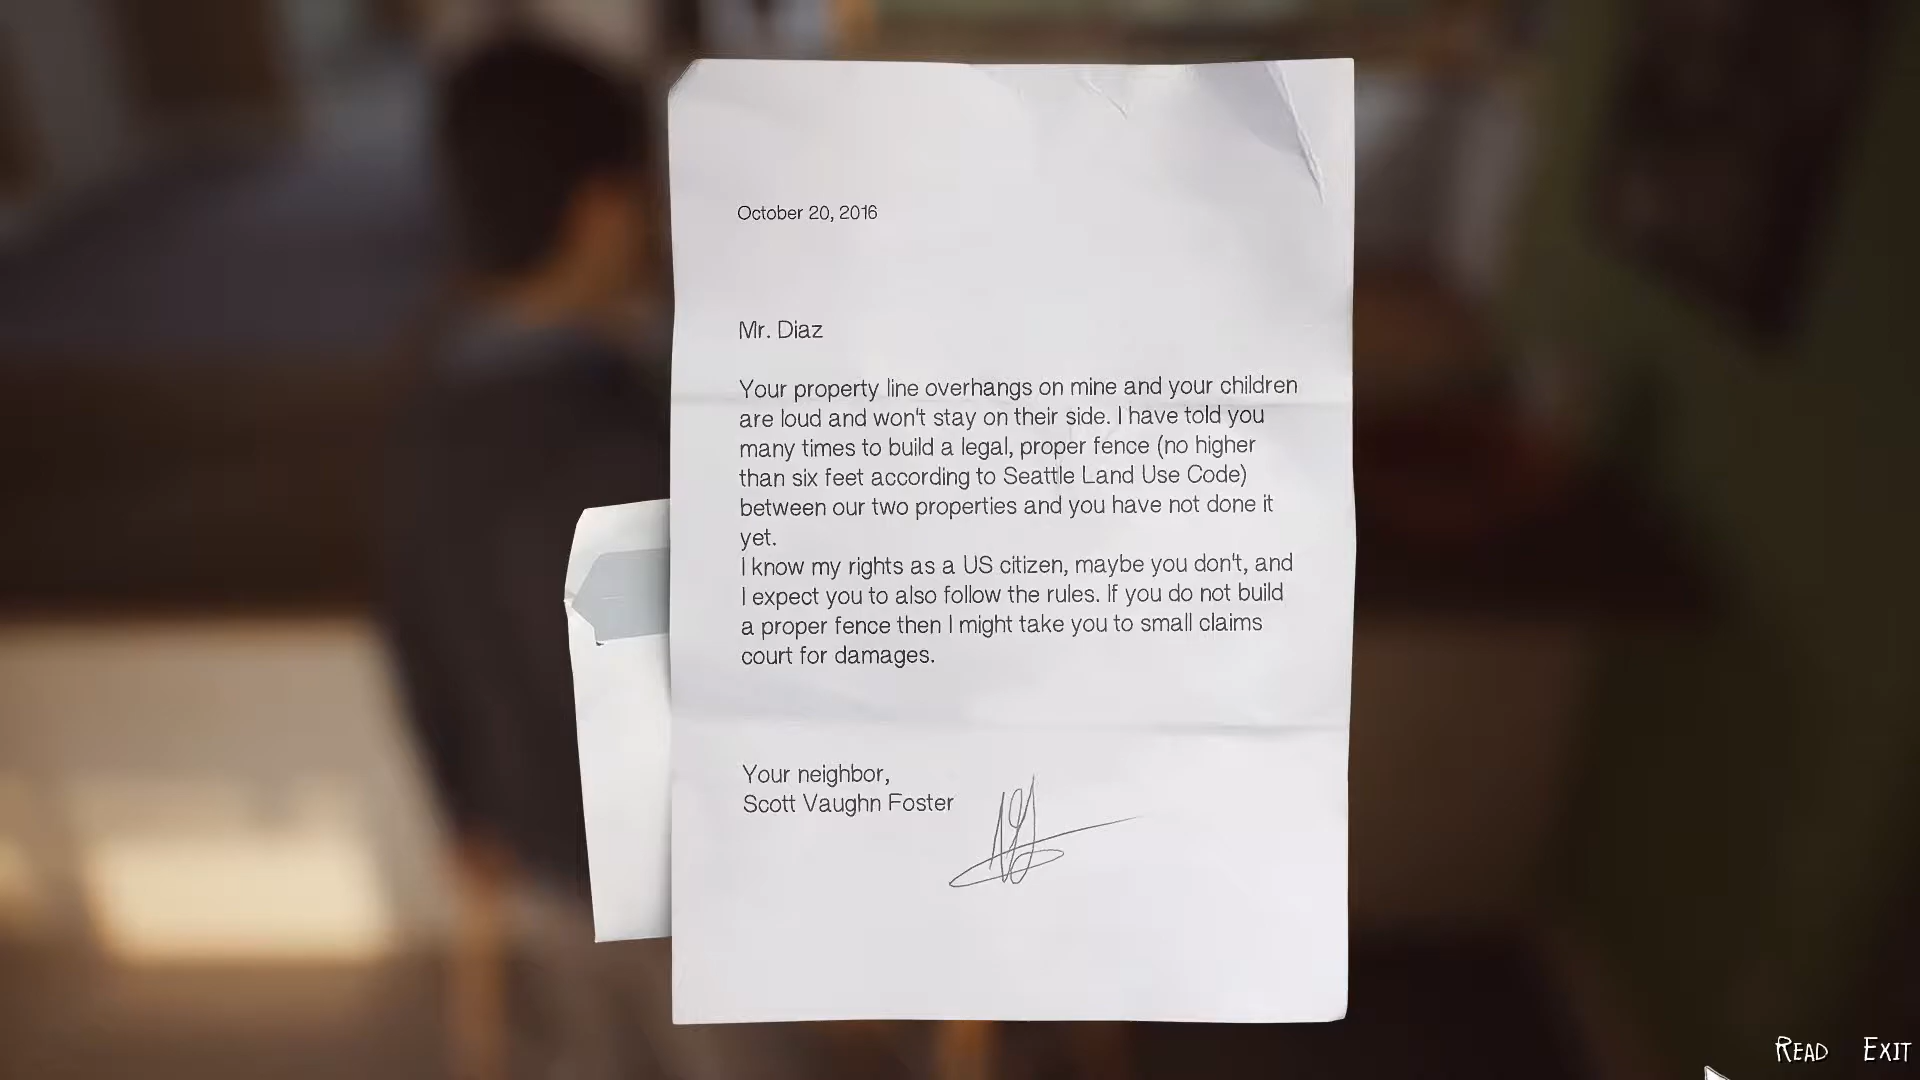 October 20, 2016
Mr. Diaz
Your property line overhangs on mine and your children
are loud and won't stay on their side. I have told you
many times to build a legal, proper fence (no higher
than six feet according to Seattle Land Use Code)
between our two properties and you have not done it
yet.
I know my rights as a US citizen, maybe you don't, and
I expect you to also follow the rules. If you do not build
a proper fence then I might take you to small claims
court for damages.
Your neighbor,
Scott Vaughn Foster
READ EXIT